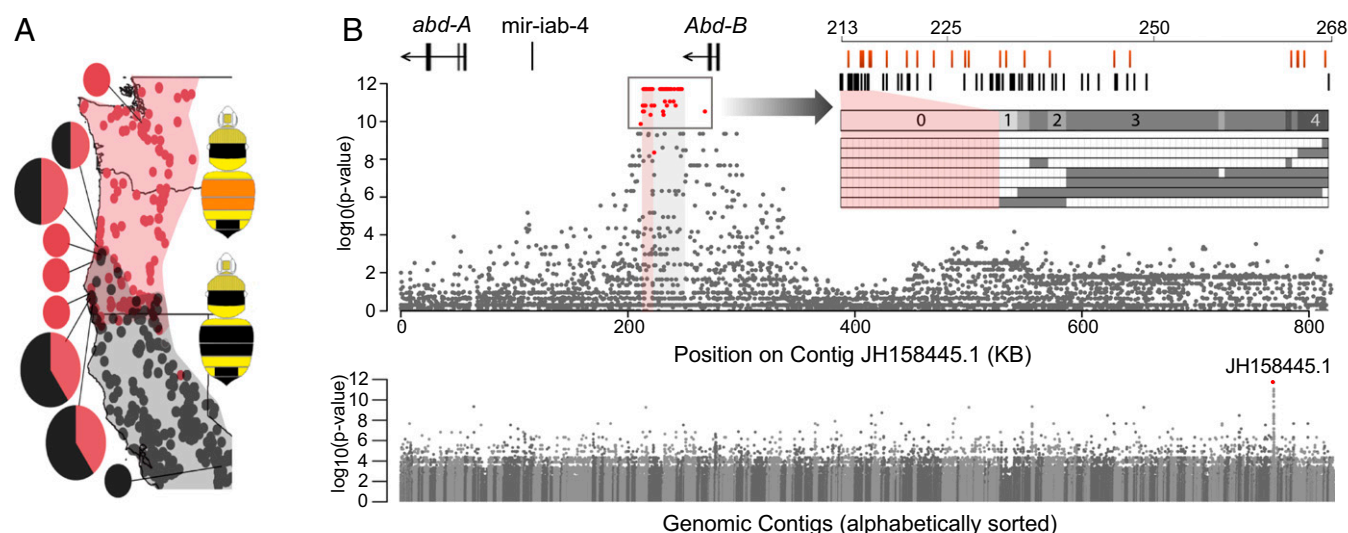 A
B
abd-A
mir-iab-4
Abd-B
213 225 250 268
0 1 2 3 4
log10(p-value)
12
10
8
6
4
2
0
0 200 400 600 800
Position on Contig JH158445.1 (KB)
JH158445.1
log10(p-value)
12
10
8
6
4
2
0
Genomic Contigs (alphabetically sorted)